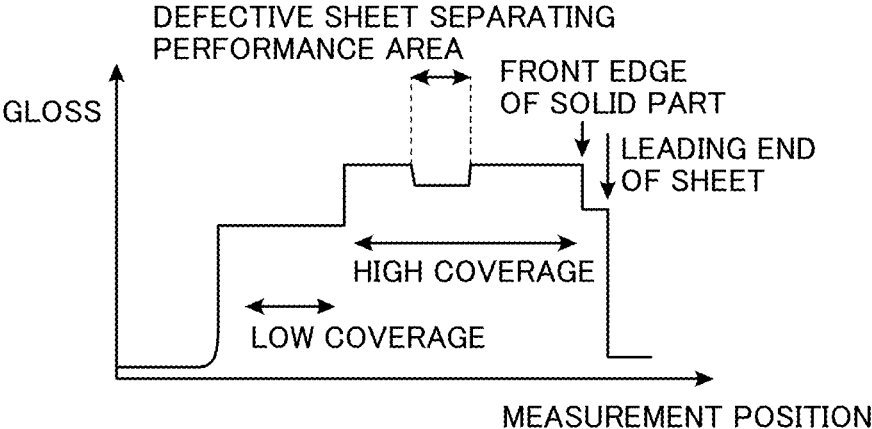 DEFECTIVE SHEET SEPARATING
PERFORMANCE AREA
GLOSS
FRONT EDGE
OF SOLID PART
LEADING END
OF SHEET
HIGH COVERAGE
LOW COVERAGE
MEASUREMENT POSITION